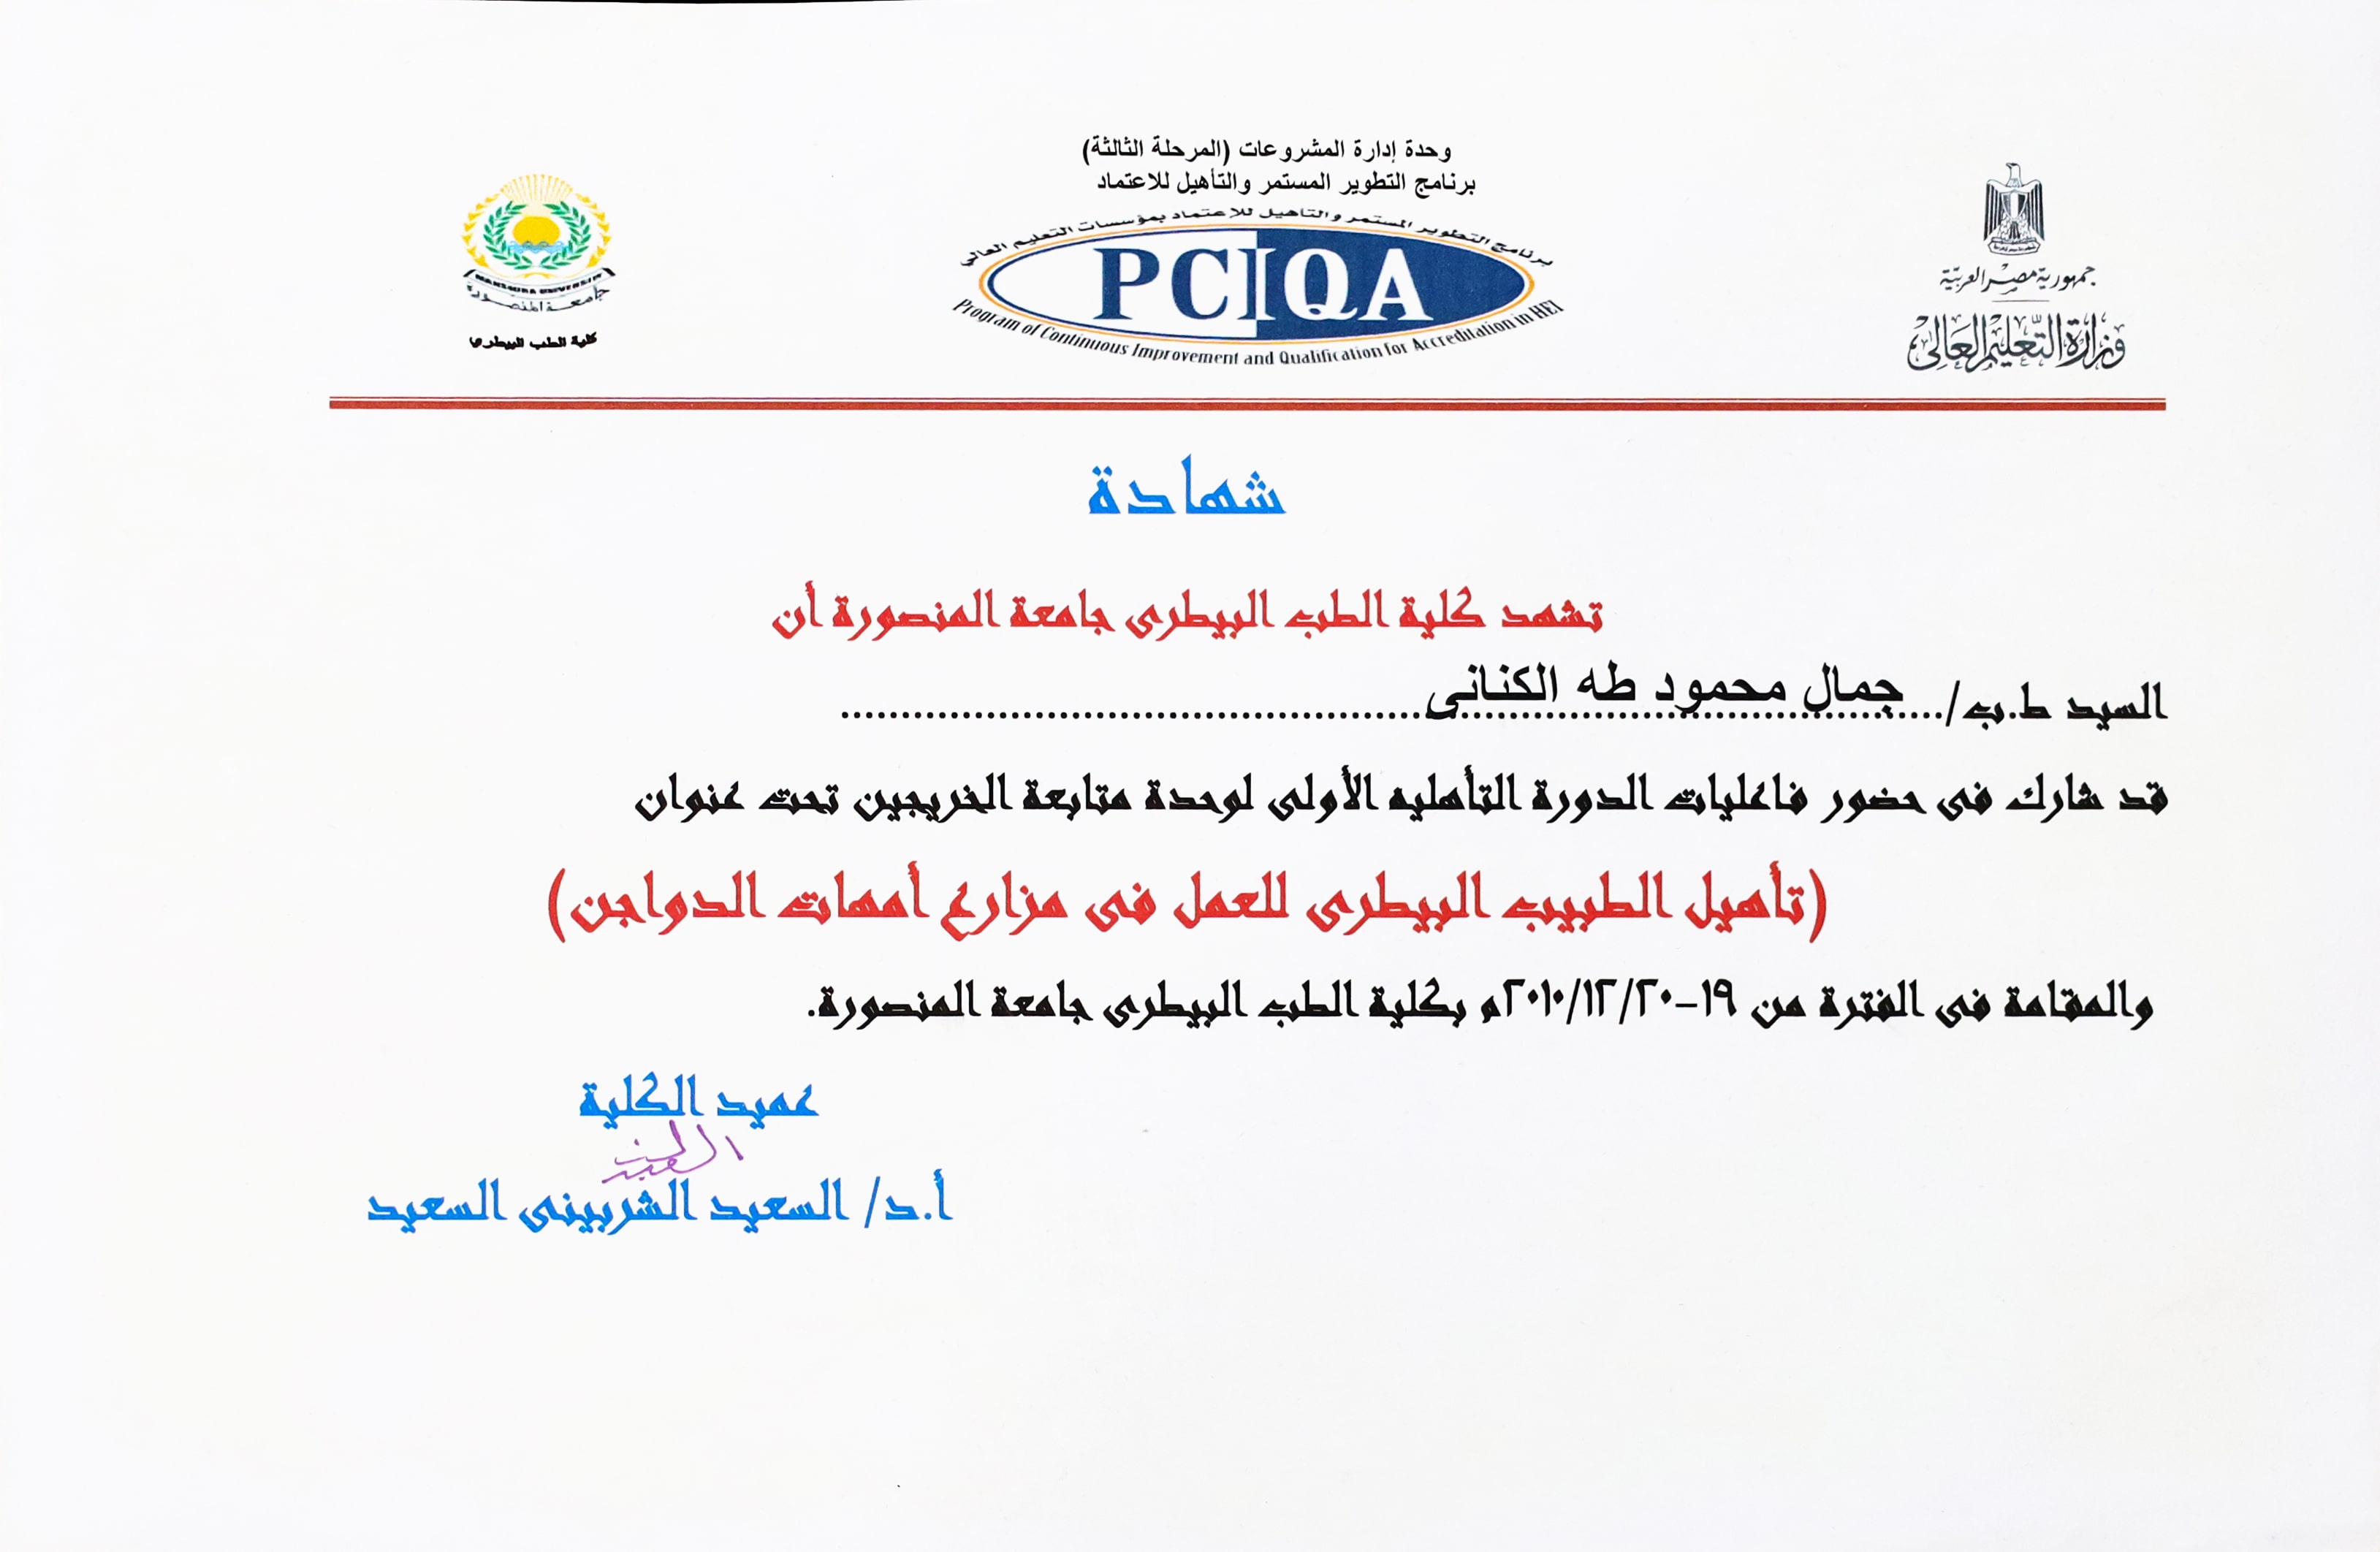 وحدة إدارة المشروعات (المرحلة الثالثة)
برنامج التطوير المستمر والتأهيل للاعتماد
برنامج التطوير المستمر والتأهيل للإعتماد بمؤسسات التعليم العالي
PCIQA
Program of Continuous Improvement and Qualification for Accreditation in HEI
جمهورية مصر العربية
وزارة التعليم العالى
MANSOURA UNIVERSITY
جامعة المنصورة
كلية الطب البيطرى
شهادة
تشهد كلية الطب البيطرى جامعة المنصورة أن
السيد ط.ب/ جمال محمود طه الكنانى
قد شارك فى حضور فاعليات الدورة التأهليه الأولى لوحدة متابعة الخريجين تحت عنوان
(تأهيل الطبيب البيطرى للعمل فى مزارع أمهات الدواجن)
والمقامة فى الفترة من ١٩-٢٠١٠/١٢/٢٠م بكلية الطب البيطرى جامعة المنصورة.
عميد الكلية
أ.د/ السعيد الشربينى السعيد